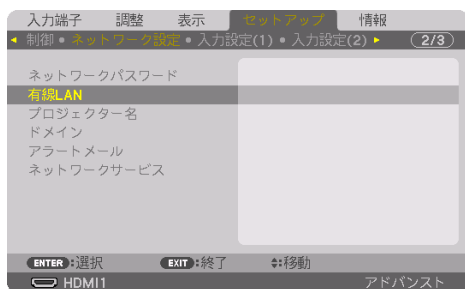 入力端子 調整 表示 セットアップ 情報
制御 • ネットワーク設定 • 入力設定(1) • 入力設定(2) 2/3
ネットワークパスワード
有線LAN
プロジェクター名
ドメイン
アラートメール
ネットワークサービス
ENTER:選択 EXIT:終了 :移動
HDMI1 アドバンスト